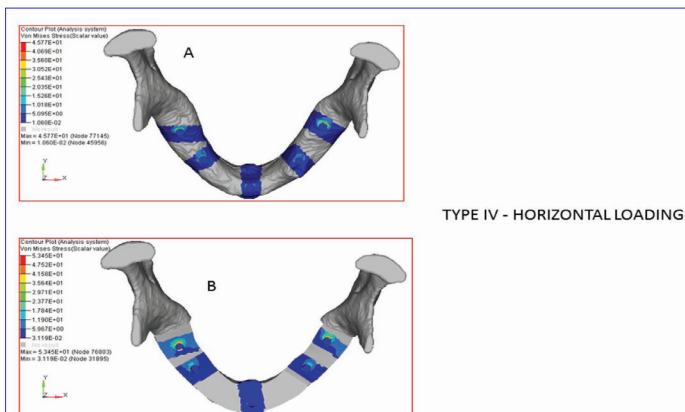 Contour Plot (Analysis system)
Von Mises Stress(Scalar value)
4.577E+01
4.069E+01
3.560E+01
3.052E+01
2.543E+01
2.035E+01
1.526E+01
1.018E+01
5.095E+00
1.060E-02
No result
Max = 4.577E+01 (Node 77145)
Min = 1.060E-02 (Node 45956)
Y
Z X
A
TYPE IV - HORIZONTAL LOADING
Contour Plot (Analysis system)
Von Mises Stress(Scalar value)
5.345E+01
4.752E+01
4.158E+01
3.564E+01
2.971E+01
2.377E+01
1.784E+01
1.190E+01
5.967E+00
3.119E-02
No result
Max = 5.345E+01 (Node 76803)
Min = 3.119E-02 (Node 31895)
Y
Z X
B